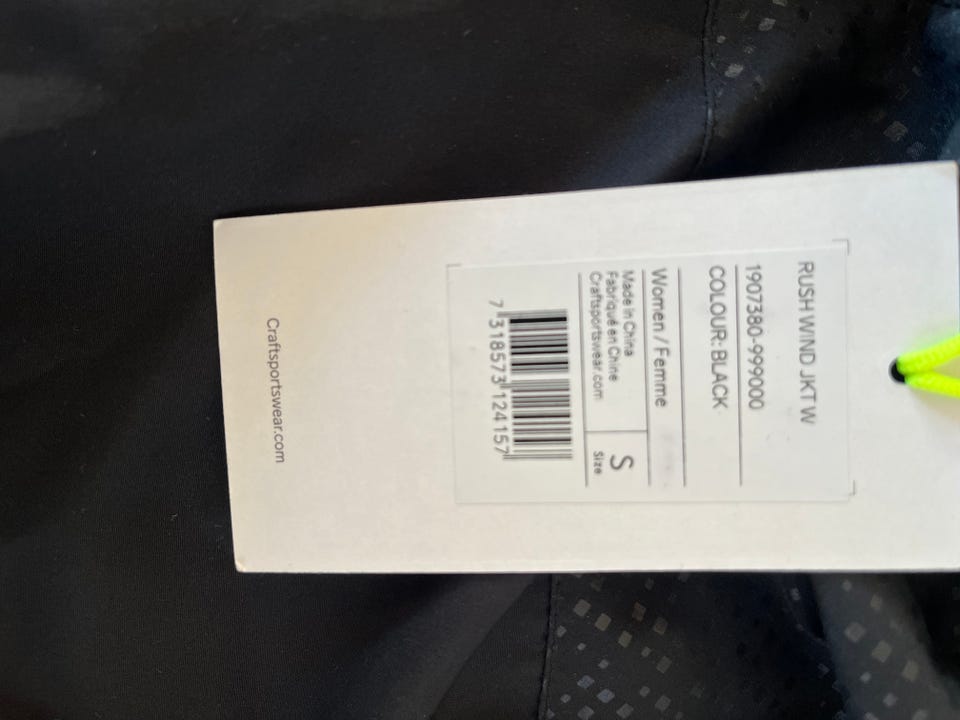 RUSH WIND JKT W
1907380-999000
COLOUR: BLACK
Women / Femme
Made in China
Fabriqué en Chine
Craftsportswear.com
S
Size
7 318573 124157
Craftsportswear.com